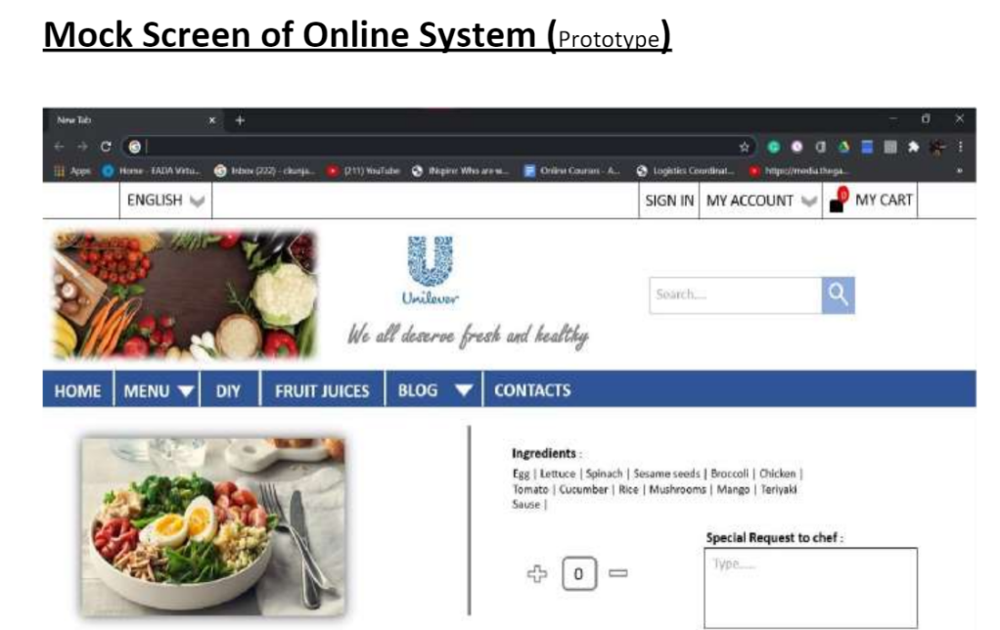 Mock Screen of Online System (Prototype)
New Tab
Apps Home - EADA Virtu... Inbox (222) - ckunja... (211) YouTube Online Courses - A... Logistics Coordinat... https://media.thega...
ENGLISH SIGN IN MY ACCOUNT 0 MY CART
Unilever
Search....
We all deserve fresh and healthy
HOME MENU DIY FRUIT JUICES BLOG CONTACTS
Ingredients :
Egg | Lettuce | Spinach | Sesame seeds | Broccoli | Chicken |
Tomato | Cucumber | Rice | Mushrooms | Mango | Teriyaki
Sause |
Special Request to chef :
Type.....
0